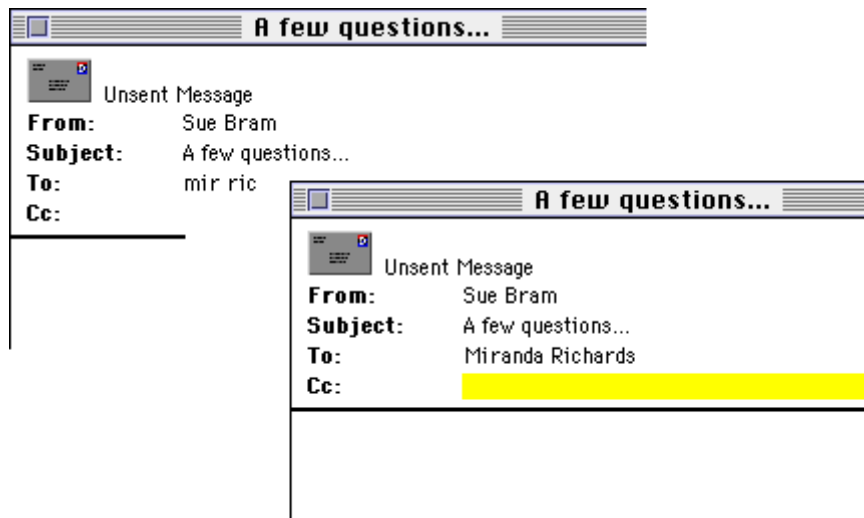 A few questions...
Unsent Message
From: Sue Bram
Subject: A few questions...
To: mir ric
Cc:
A few questions...
Unsent Message
From: Sue Bram
Subject: A few questions...
To: Miranda Richards
Cc: